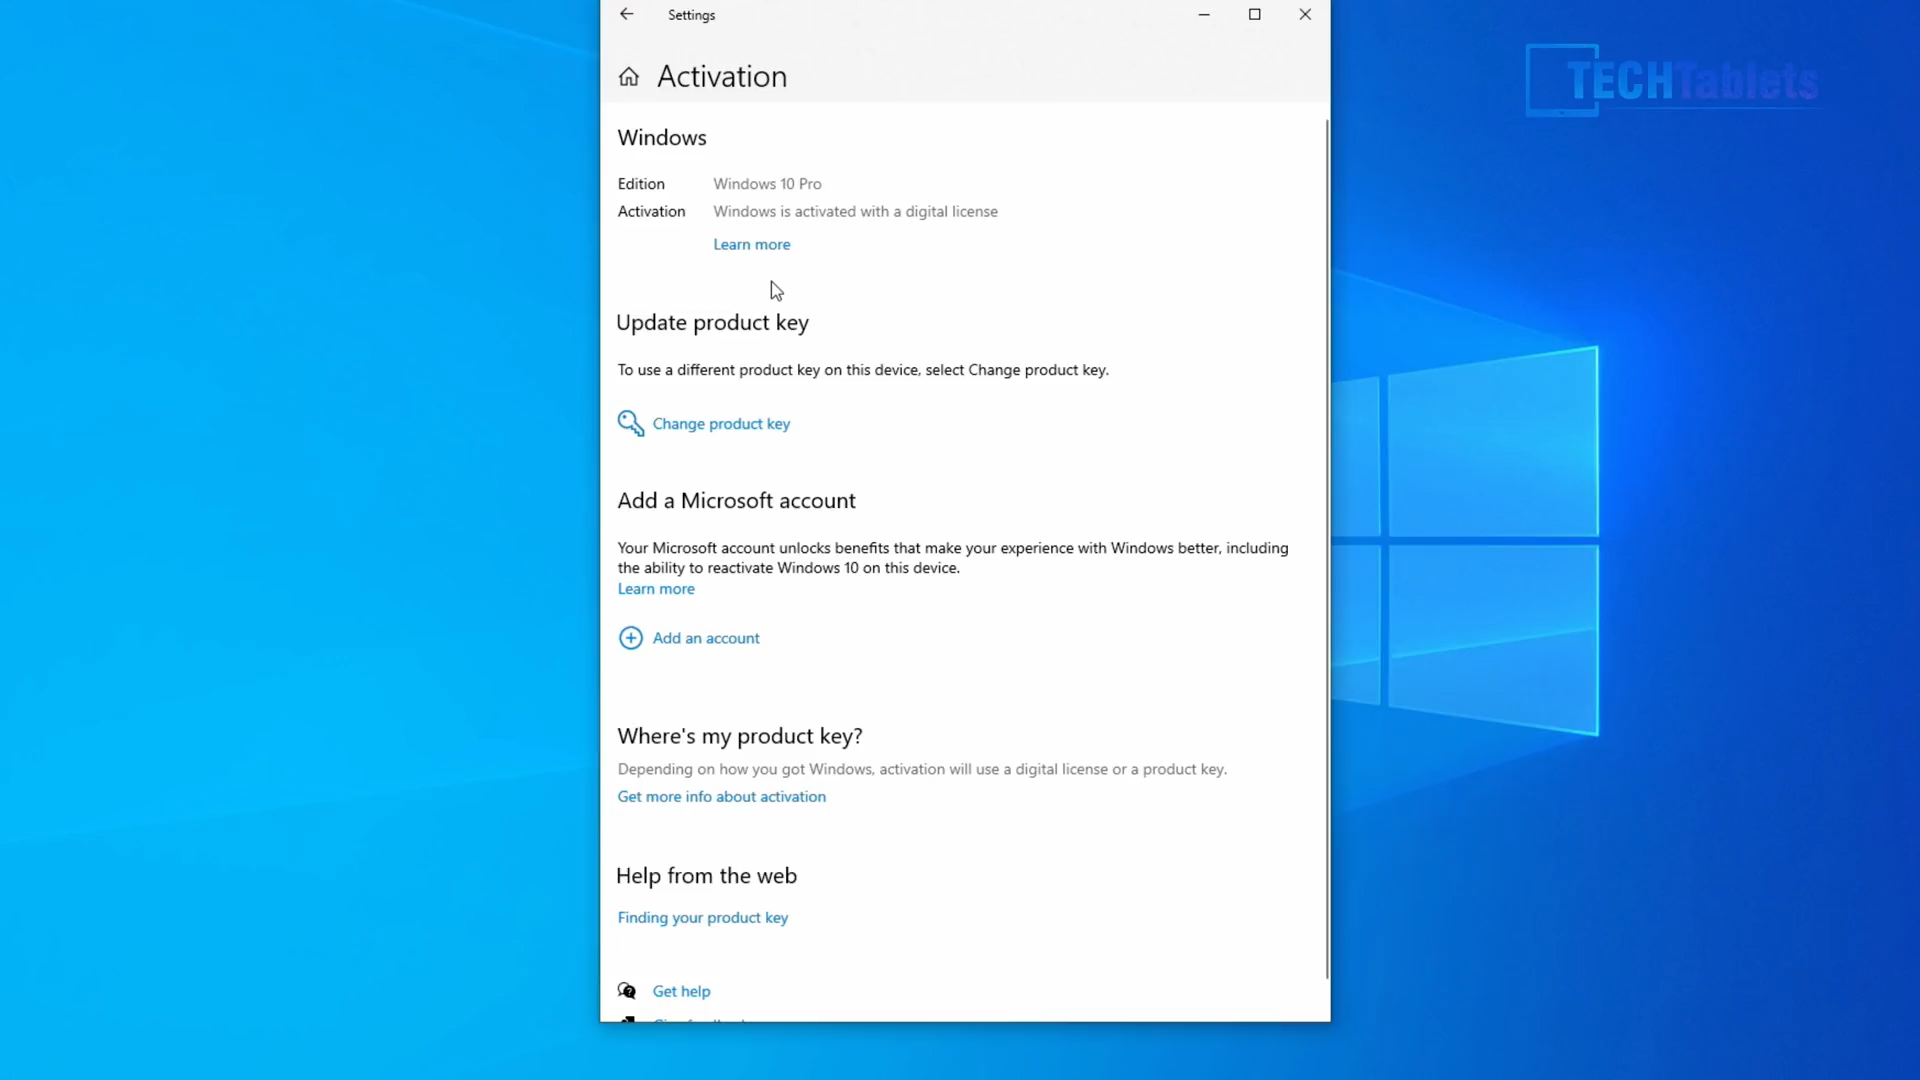 Settings
TECHTablets
Activation
Windows
Edition Windows 10 Pro
Activation Windows is activated with a digital license
Learn more
Update product key
To use a different product key on this device, select Change product key.
Change product key
Add a Microsoft account
Your Microsoft account unlocks benefits that make your experience with Windows better, including
the ability to reactivate Windows 10 on this device.
Learn more
Add an account
Where's my product key?
Depending on how you got Windows, activation will use a digital license or a product key.
Get more info about activation
Help from the web
Finding your product key
Get help